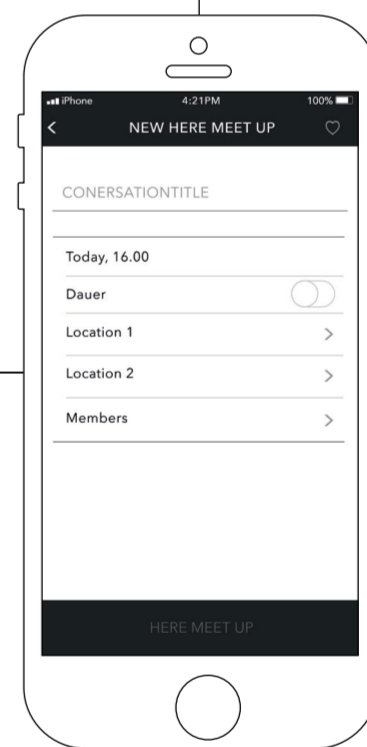 iPhone 4:21PM 100%
< NEW HERE MEET UP
CONERSATIONTITLE
Today, 16.00
Dauer
Location 1 >
Location 2 >
Members >
HERE MEET UP